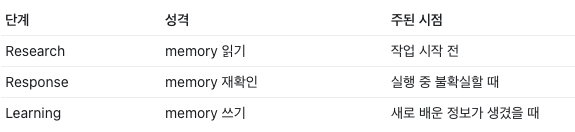 단계 성격 주된 시점
Research memory 읽기 작업 시작 전
Response memory 재확인 실행 중 불확실할 때
Learning memory 쓰기 새로 배운 정보가 생겼을 때